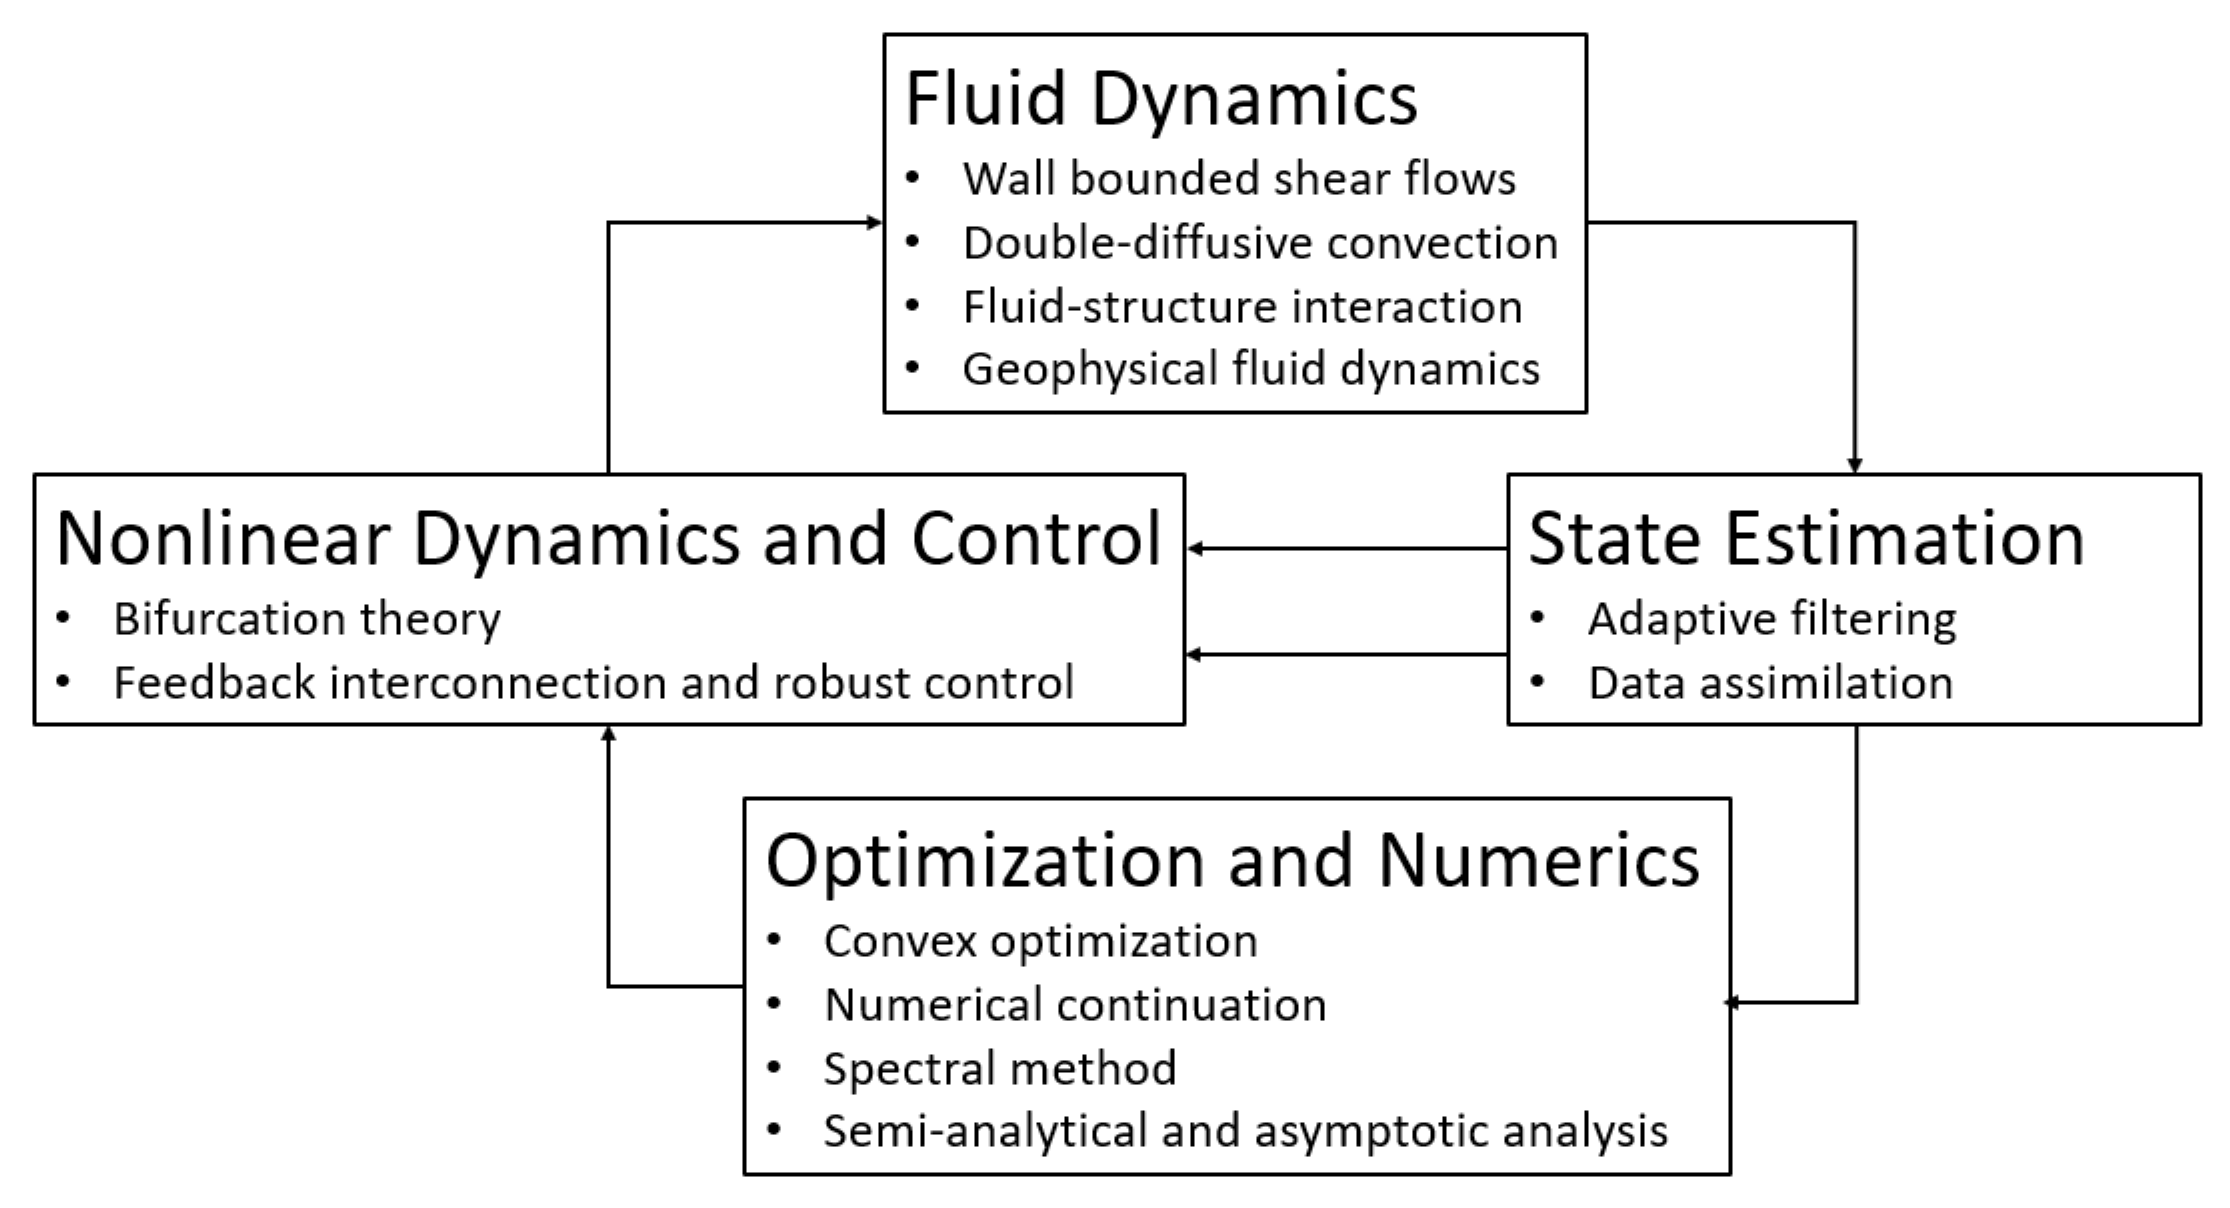 Fluid Dynamics
• Wall bounded shear flows
• Double-diffusive convection
• Fluid-structure interaction
• Geophysical fluid dynamics
Nonlinear Dynamics and Control
• Bifurcation theory
• Feedback interconnection and robust control
State Estimation
• Adaptive filtering
• Data assimilation
Optimization and Numerics
• Convex optimization
• Numerical continuation
• Spectral method
• Semi-analytical and asymptotic analysis